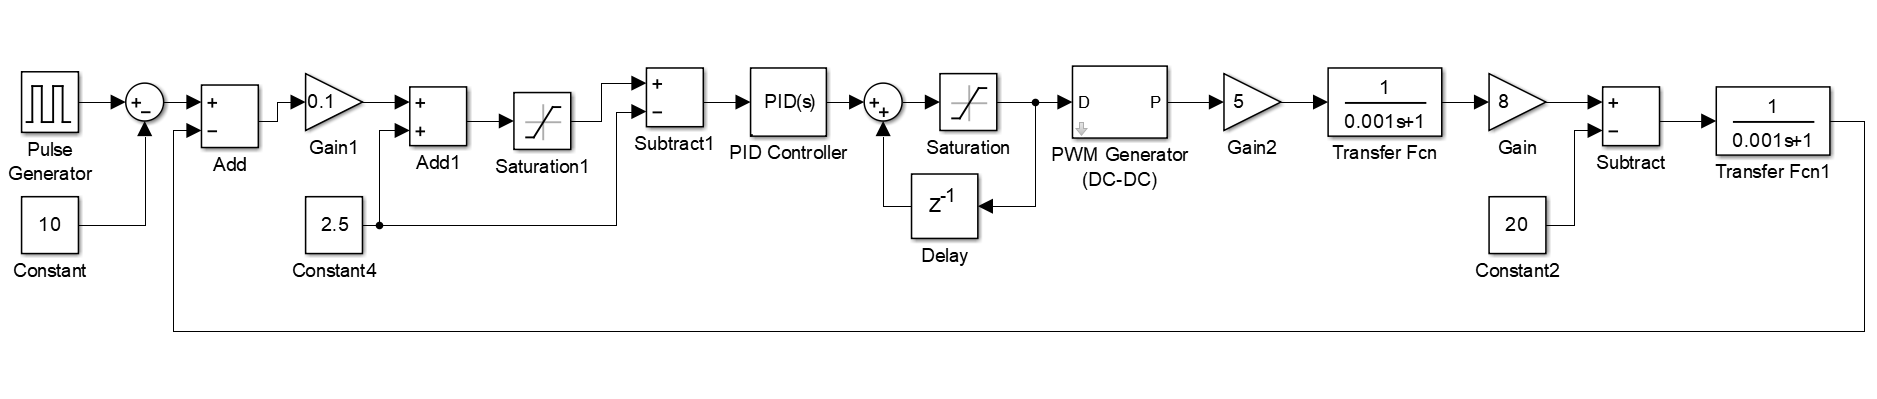 Pulse
Generator
+
−
10
Constant
+
−
Add
0.1
Gain1
+
+
Add1
2.5
Constant4
Saturation1
+
−
Subtract1
PID(s)
PID Controller
+
+
Saturation
Z-1
Delay
D
P
PWM Generator
(DC-DC)
5
Gain2
1
0.001s+1
Transfer Fcn
8
Gain
20
Constant2
+
−
Subtract
1
0.001s+1
Transfer Fcn1